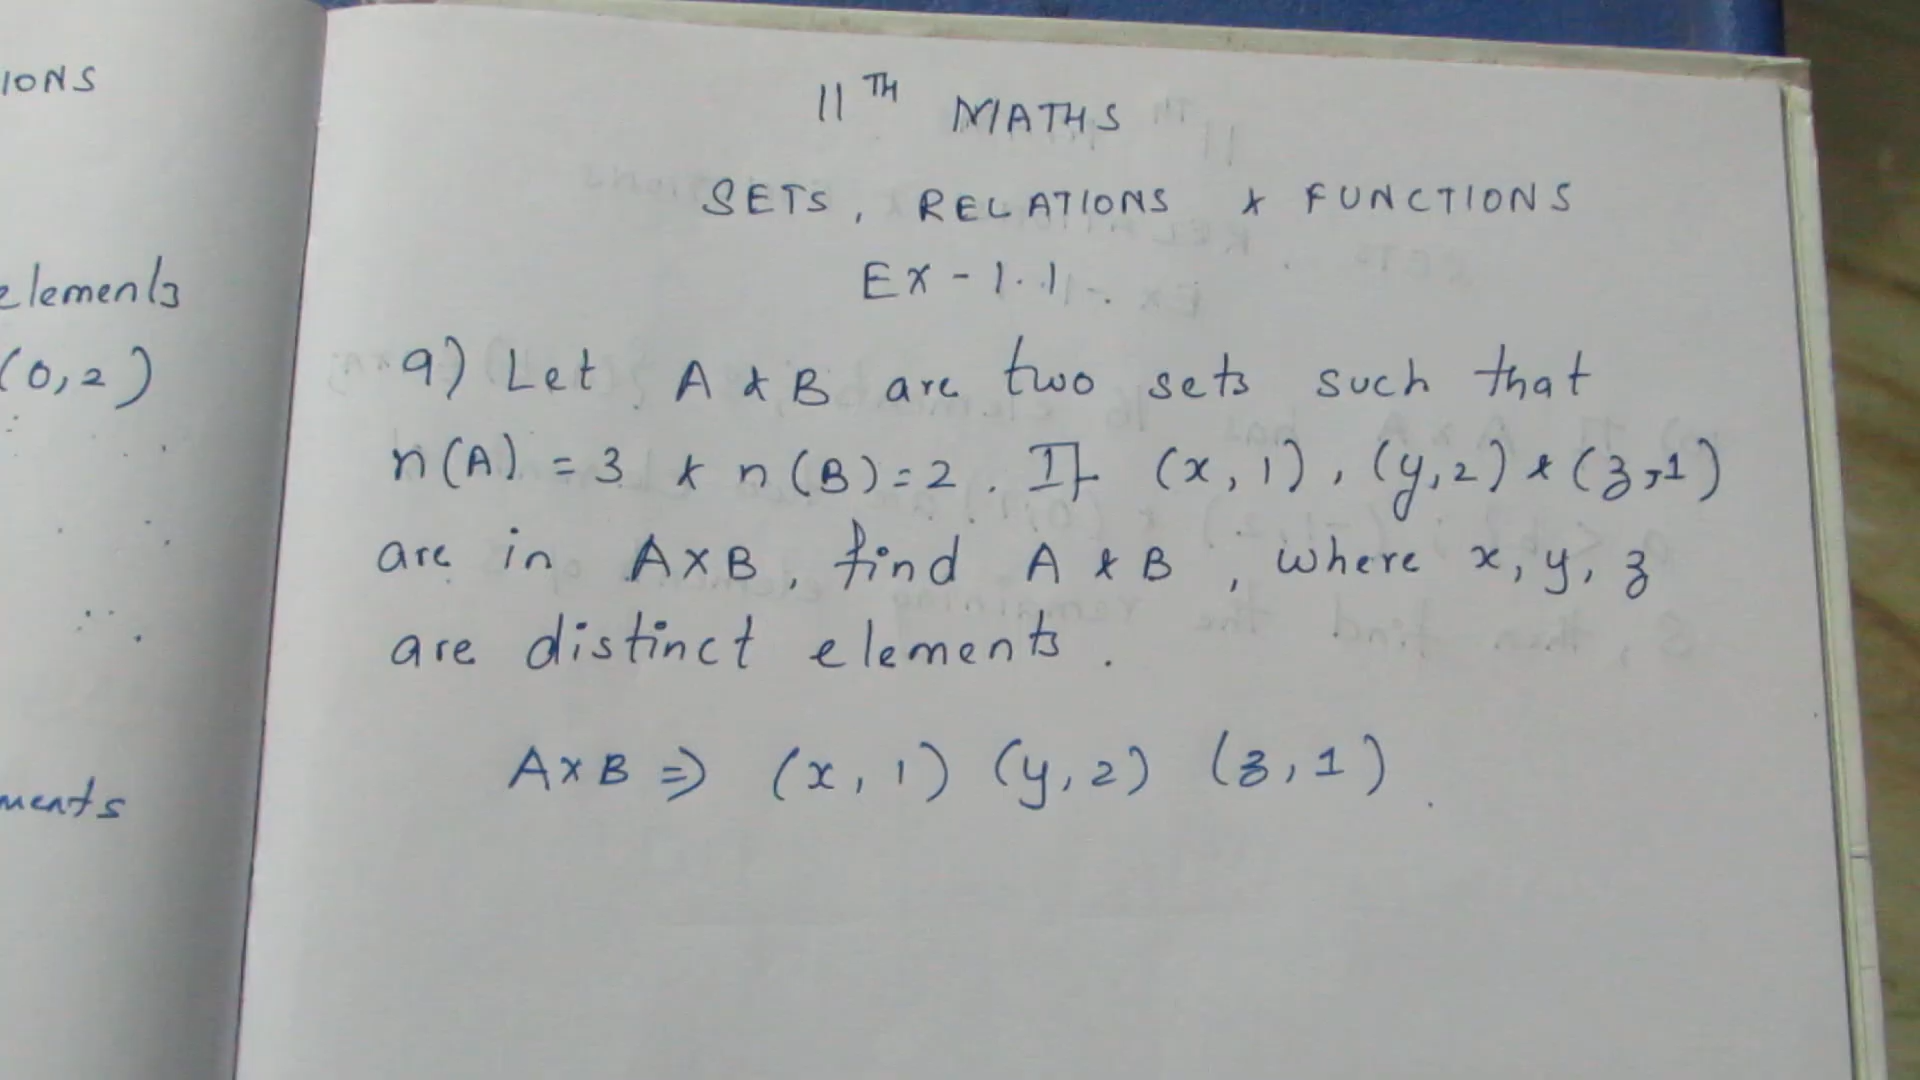 IONS
elements
(0,2)
ments
11TH MATHS
SETS, RELATIONS & FUNCTIONS
Ex - 1.1
9) Let A & B are two sets such that
n(A) = 3 & n(B) = 2. If (x, 1), (y, 2) & (z, 1)
are in A×B, find A & B, where x, y, z
are distinct elements.
A×B ⇒ (x, 1) (y, 2) (z, 1)